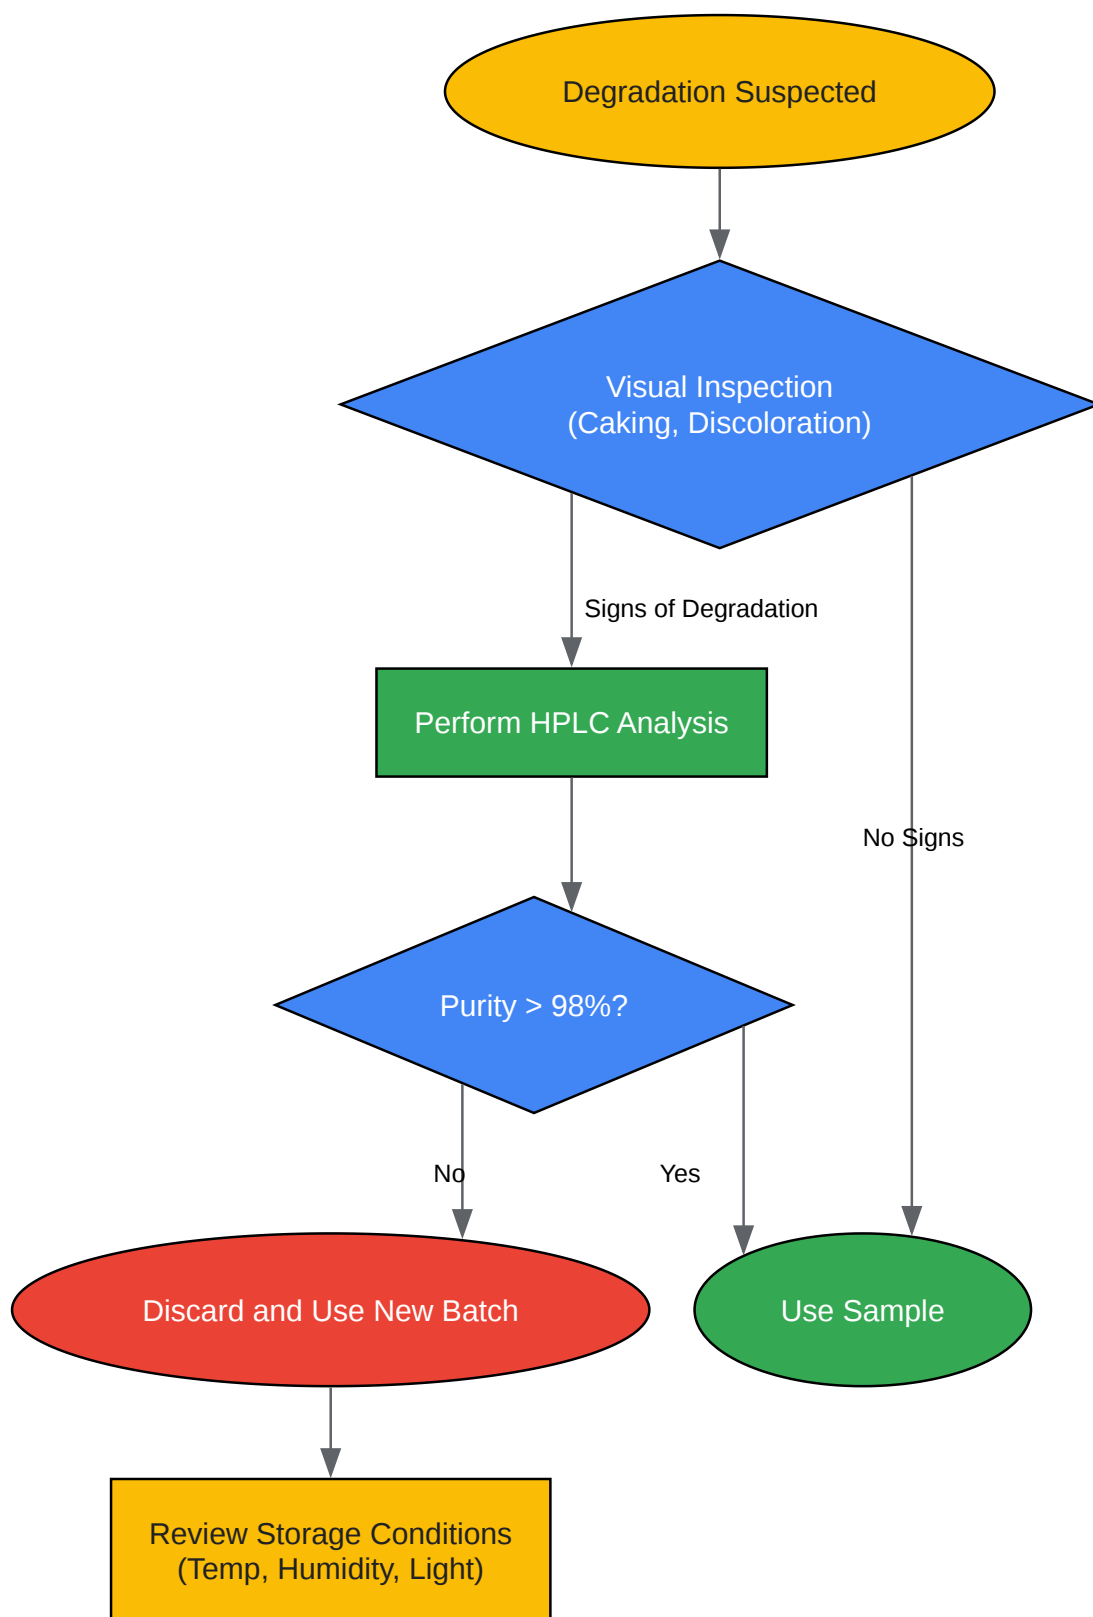 Degradation Suspected
Visual Inspection
(Caking, Discoloration)
Signs of Degradation
Perform HPLC Analysis
No Signs
Purity > 98%?
No
Yes
Discard and Use New Batch
Use Sample
Review Storage Conditions
(Temp, Humidity, Light)